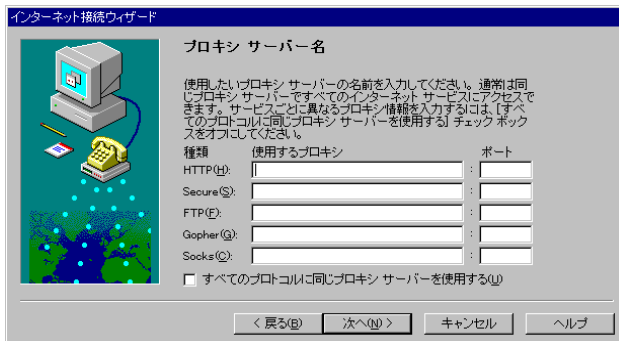 インターネット接続ウィザード
プロキシ サーバー名
使用したいプロキシ サーバーの名前を入力してください。通常は同
じプロキシ サーバーですべてのインターネット サービスにアクセスで
きます。サービスごとに異なるプロキシ情報を入力するには、[すべ
てのプロトコルに同じプロキシ サーバーを使用する] チェック ボック
スをオフにしてください。
種類 使用するプロキシ ポート
HTTP(H): :
Secure(S): :
FTP(F): :
Gopher(G): :
Socks(C): :
すべてのプロトコルに同じプロキシ サーバーを使用する(U)
< 戻る(B) 次へ(N) > キャンセル ヘルプ